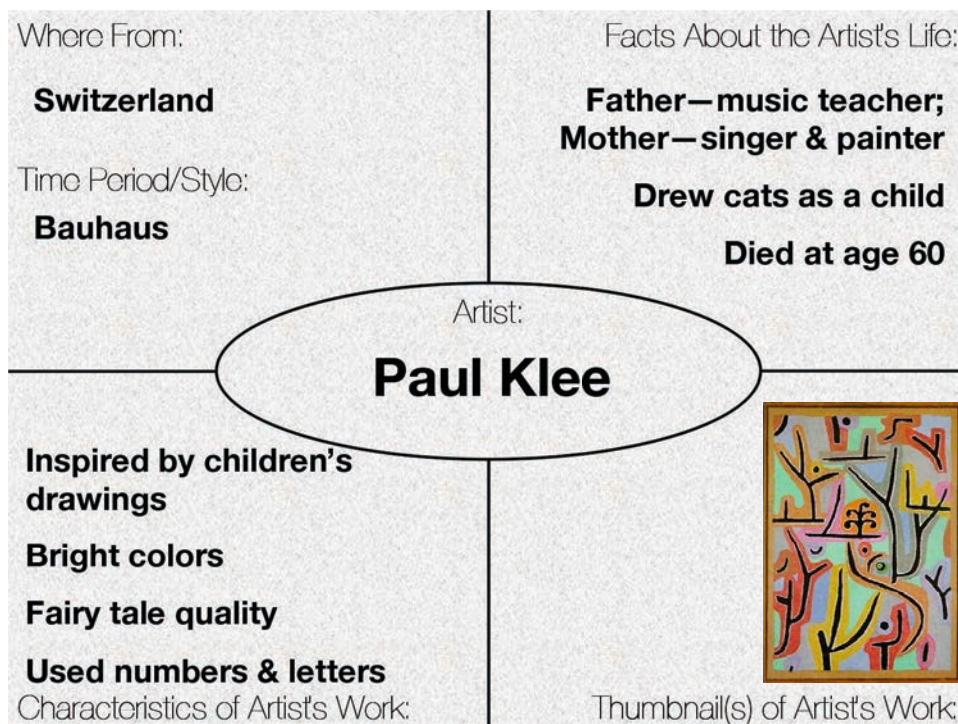 Where From:
Switzerland
Time Period/Style:
Bauhaus
Facts About the Artist's Life:
Father—music teacher;
Mother—singer & painter
Drew cats as a child
Died at age 60
Artist:
Paul Klee
Inspired by children's
drawings
Bright colors
Fairy tale quality
Used numbers & letters
Characteristics of Artist's Work:
Thumbnail(s) of Artist's Work: